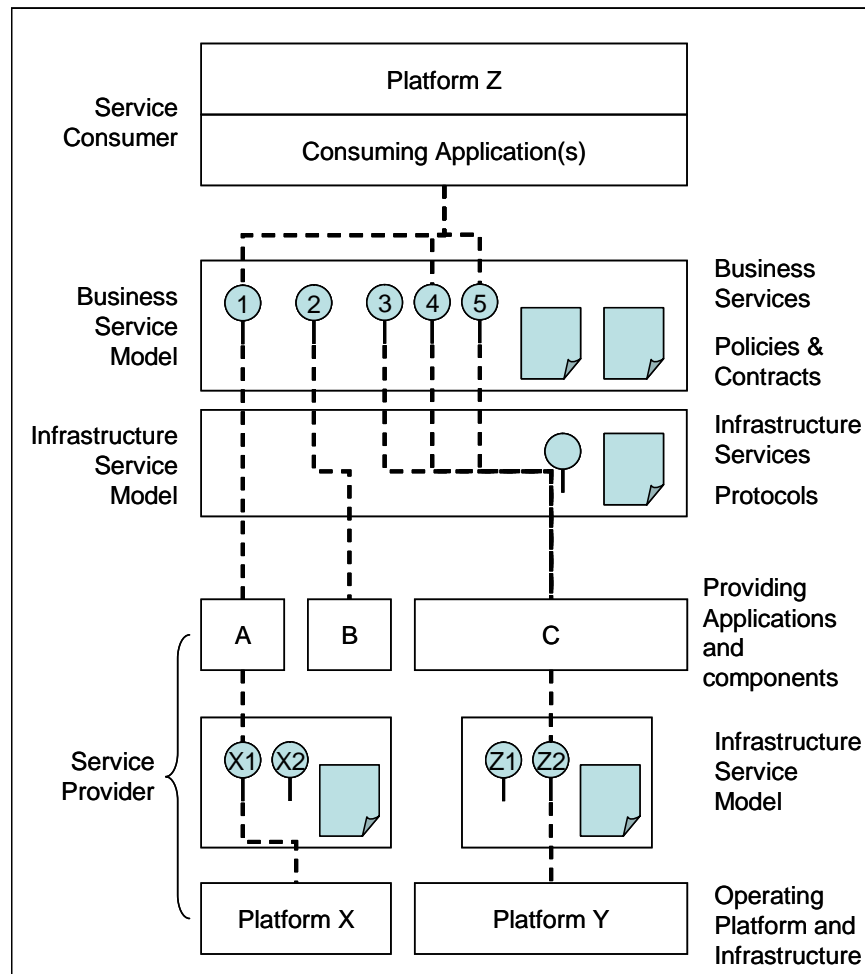 Platform Z
Service
Consumer
Consuming Application(s)
Business
Service
Model
1
2
3
4
5
Business
Services
Policies &
Contracts
Infrastructure
Service
Model
Infrastructure
Services
Protocols
A
B
C
Providing
Applications
and
components
Service
Provider
X1
X2
Z1
Z2
Infrastructure
Service
Model
Platform X
Platform Y
Operating
Platform and
Infrastructure